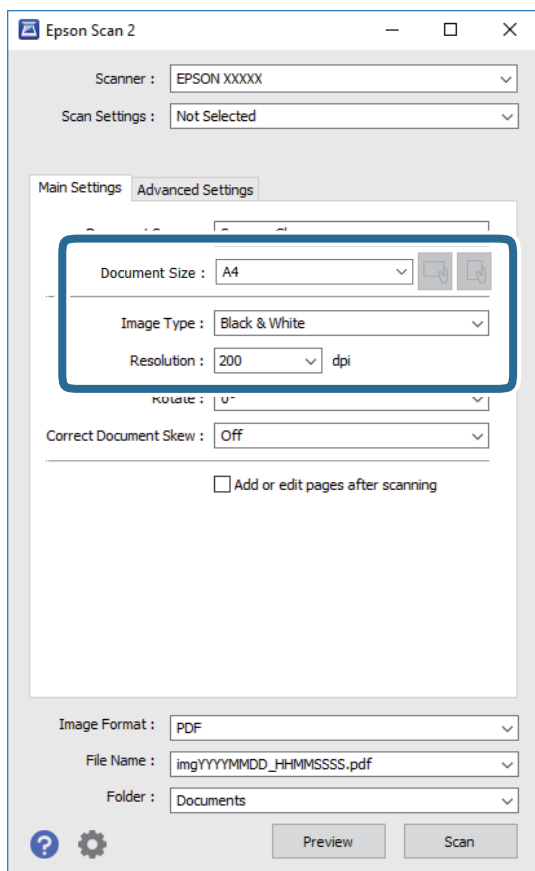 Epson Scan 2
Scanner : EPSON XXXXX
Scan Settings : Not Selected
Main Settings Advanced Settings
Document Size : A4
Image Type : Black & White
Resolution : 200 dpi
Rotate : 0°
Correct Document Skew : Off
Add or edit pages after scanning
Image Format : PDF
File Name : imgYYYYMMDD_HHMMSSSS.pdf
Folder : Documents
? Preview Scan